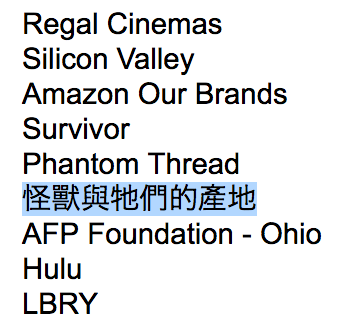 Regal Cinemas
Silicon Valley
Amazon Our Brands
Survivor
Phantom Thread
怪獸與牠們的產地
AFP Foundation - Ohio
Hulu
LBRY